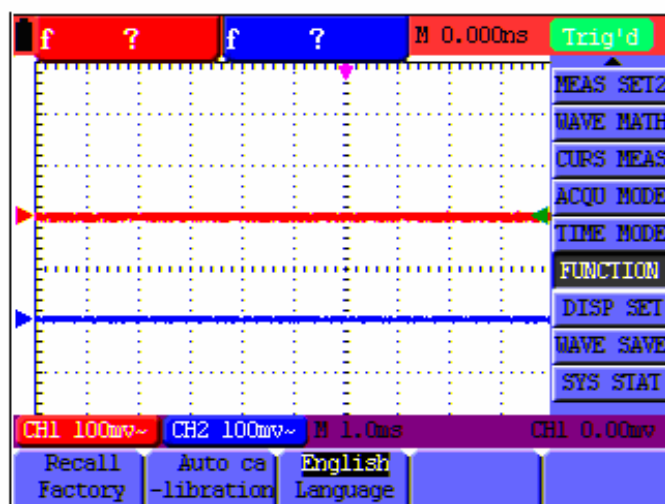 f ? f ? M 0.000ns Trig'd
MEAS SET2
WAVE MATH
CURS MEAS
ACQU MODE
TIME MODE
FUNCTION
DISP SET
WAVE SAVE
SYS STAT
CH1 100mv~ CH2 100mv~ M 1.0ms CH1 0.00mv
Recall Auto ca English
Factory -libration Language